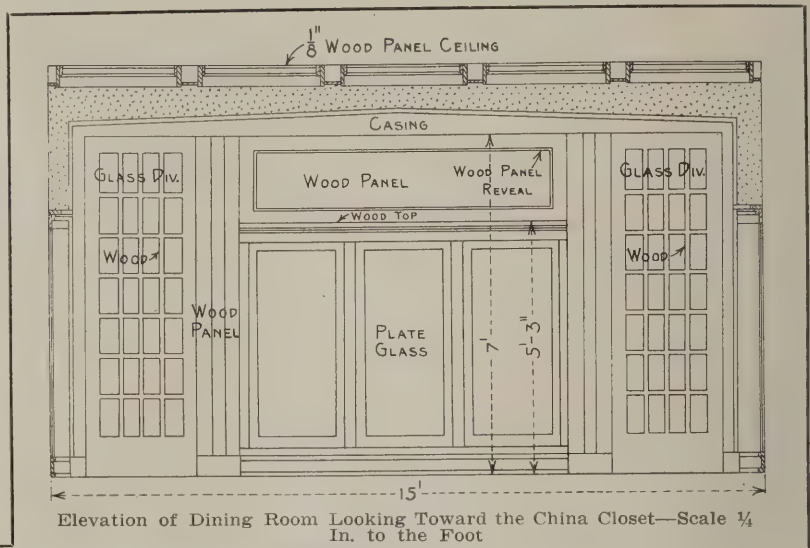 1/8" WOOD PANEL CEILING
CASING
GLASS DIV.
WOOD PANEL
WOOD PANEL
REVEAL
GLASS DIV.
WOOD TOP
WOOD
WOOD
WOOD
PANEL
PLATE
GLASS
7'
5'-3"
15'
Elevation of Dining Room Looking Toward the China Closet—Scale ¼
In. to the Foot